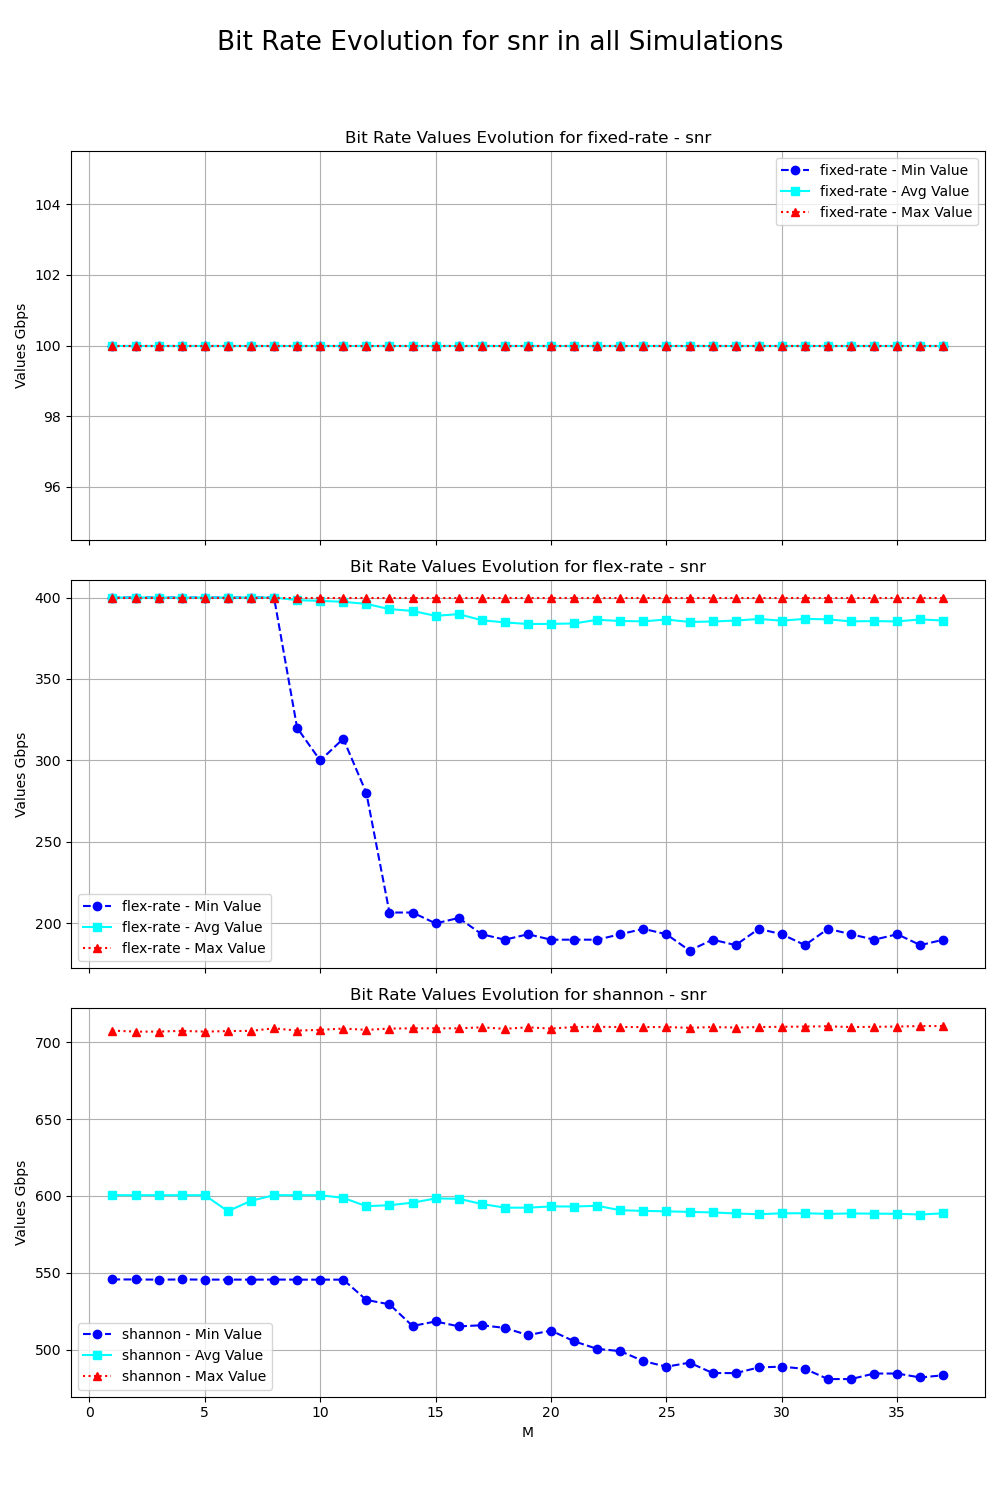 Bit Rate Evolution for snr in all Simulations
Bit Rate Values Evolution for fixed-rate - snr
fixed-rate - Min Value
fixed-rate - Avg Value
fixed-rate - Max Value
104
102
100
98
96
Values Gbps
Bit Rate Values Evolution for flex-rate - snr
400
350
300
250
200
Values Gbps
flex-rate - Min Value
flex-rate - Avg Value
flex-rate - Max Value
Bit Rate Values Evolution for shannon - snr
700
650
600
550
500
Values Gbps
shannon - Min Value
shannon - Avg Value
shannon - Max Value
0 5 10 15 20 25 30 35
M